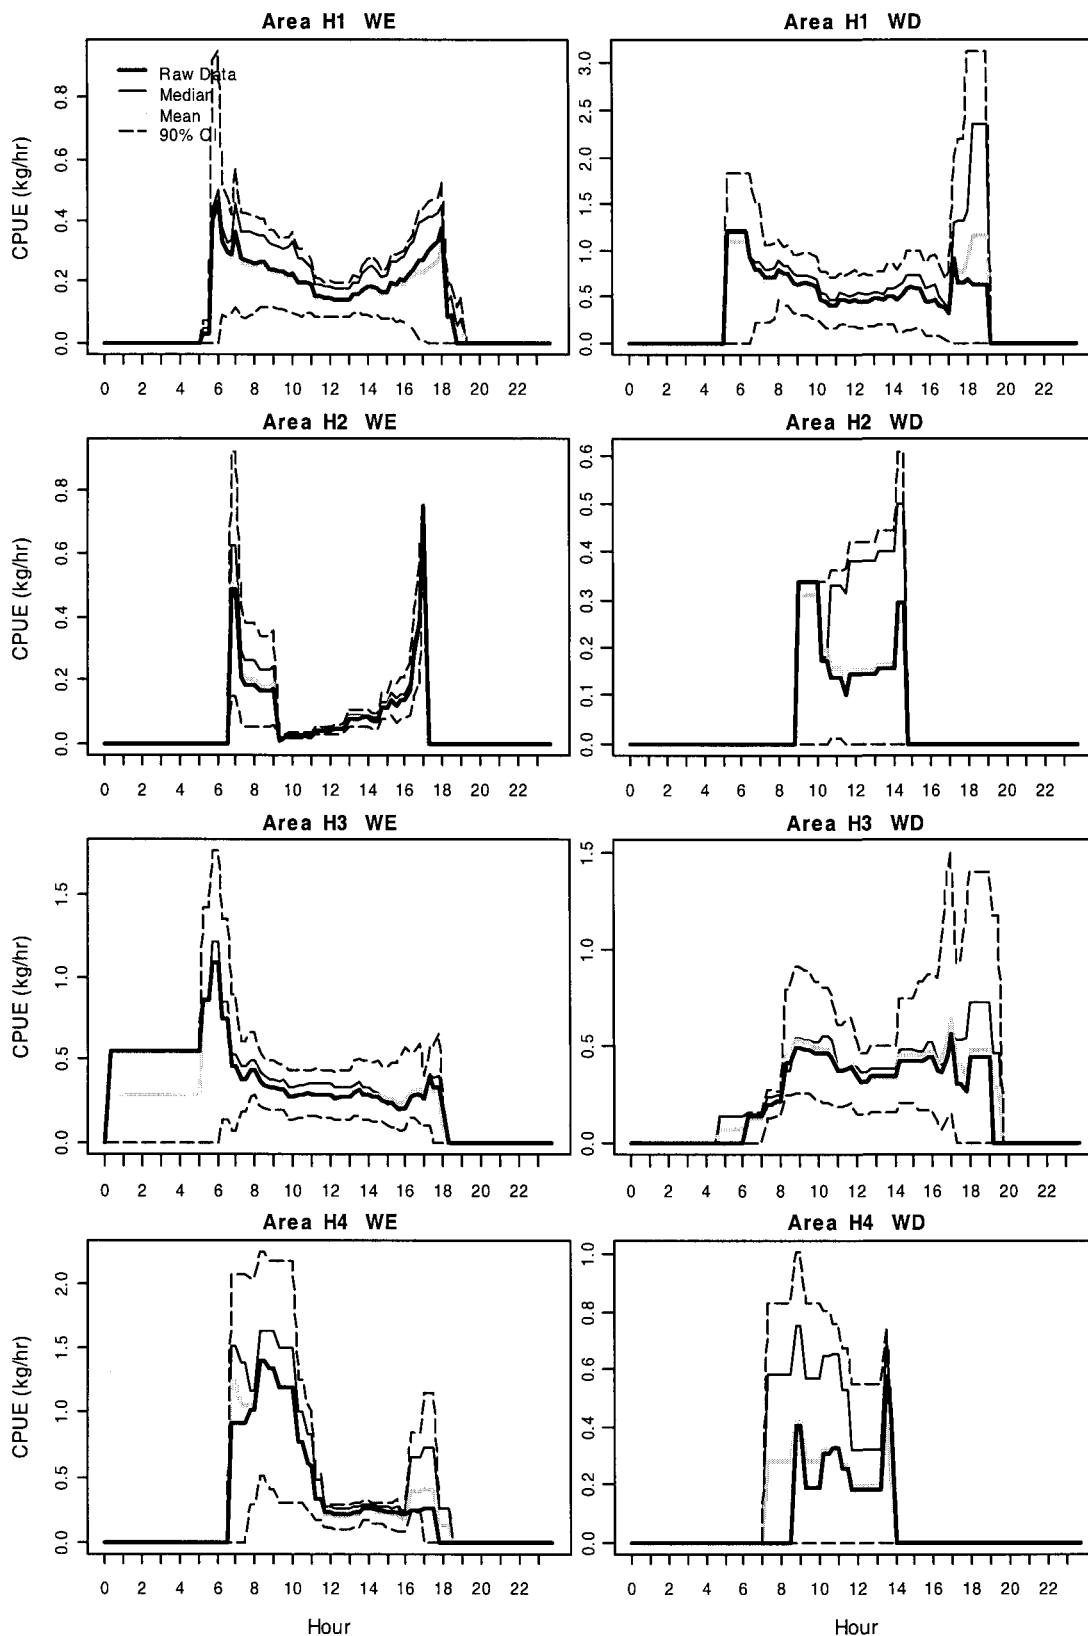 Area H1 WE
Area H1 WD
CPUE (kg/hr)
0.0 0.2 0.4 0.6 0.8
Raw Data
Median
Mean
90% CI
0.0 0.5 1.0 1.5 2.0 2.5 3.0
0 2 4 6 8 10 12 14 16 18 20 22
0 2 4 6 8 10 12 14 16 18 20 22
Area H2 WE
Area H2 WD
CPUE (kg/hr)
0.0 0.2 0.4 0.6 0.8
0.0 0.1 0.2 0.3 0.4 0.5 0.6
0 2 4 6 8 10 12 14 16 18 20 22
0 2 4 6 8 10 12 14 16 18 20 22
Area H3 WE
Area H3 WD
CPUE (kg/hr)
0.0 0.5 1.0 1.5
0.0 0.5 1.0 1.5
0 2 4 6 8 10 12 14 16 18 20 22
0 2 4 6 8 10 12 14 16 18 20 22
Area H4 WE
Area H4 WD
CPUE (kg/hr)
0.0 0.5 1.0 1.5 2.0
0.0 0.2 0.4 0.6 0.8 1.0
0 2 4 6 8 10 12 14 16 18 20 22
0 2 4 6 8 10 12 14 16 18 20 22
Hour
Hour